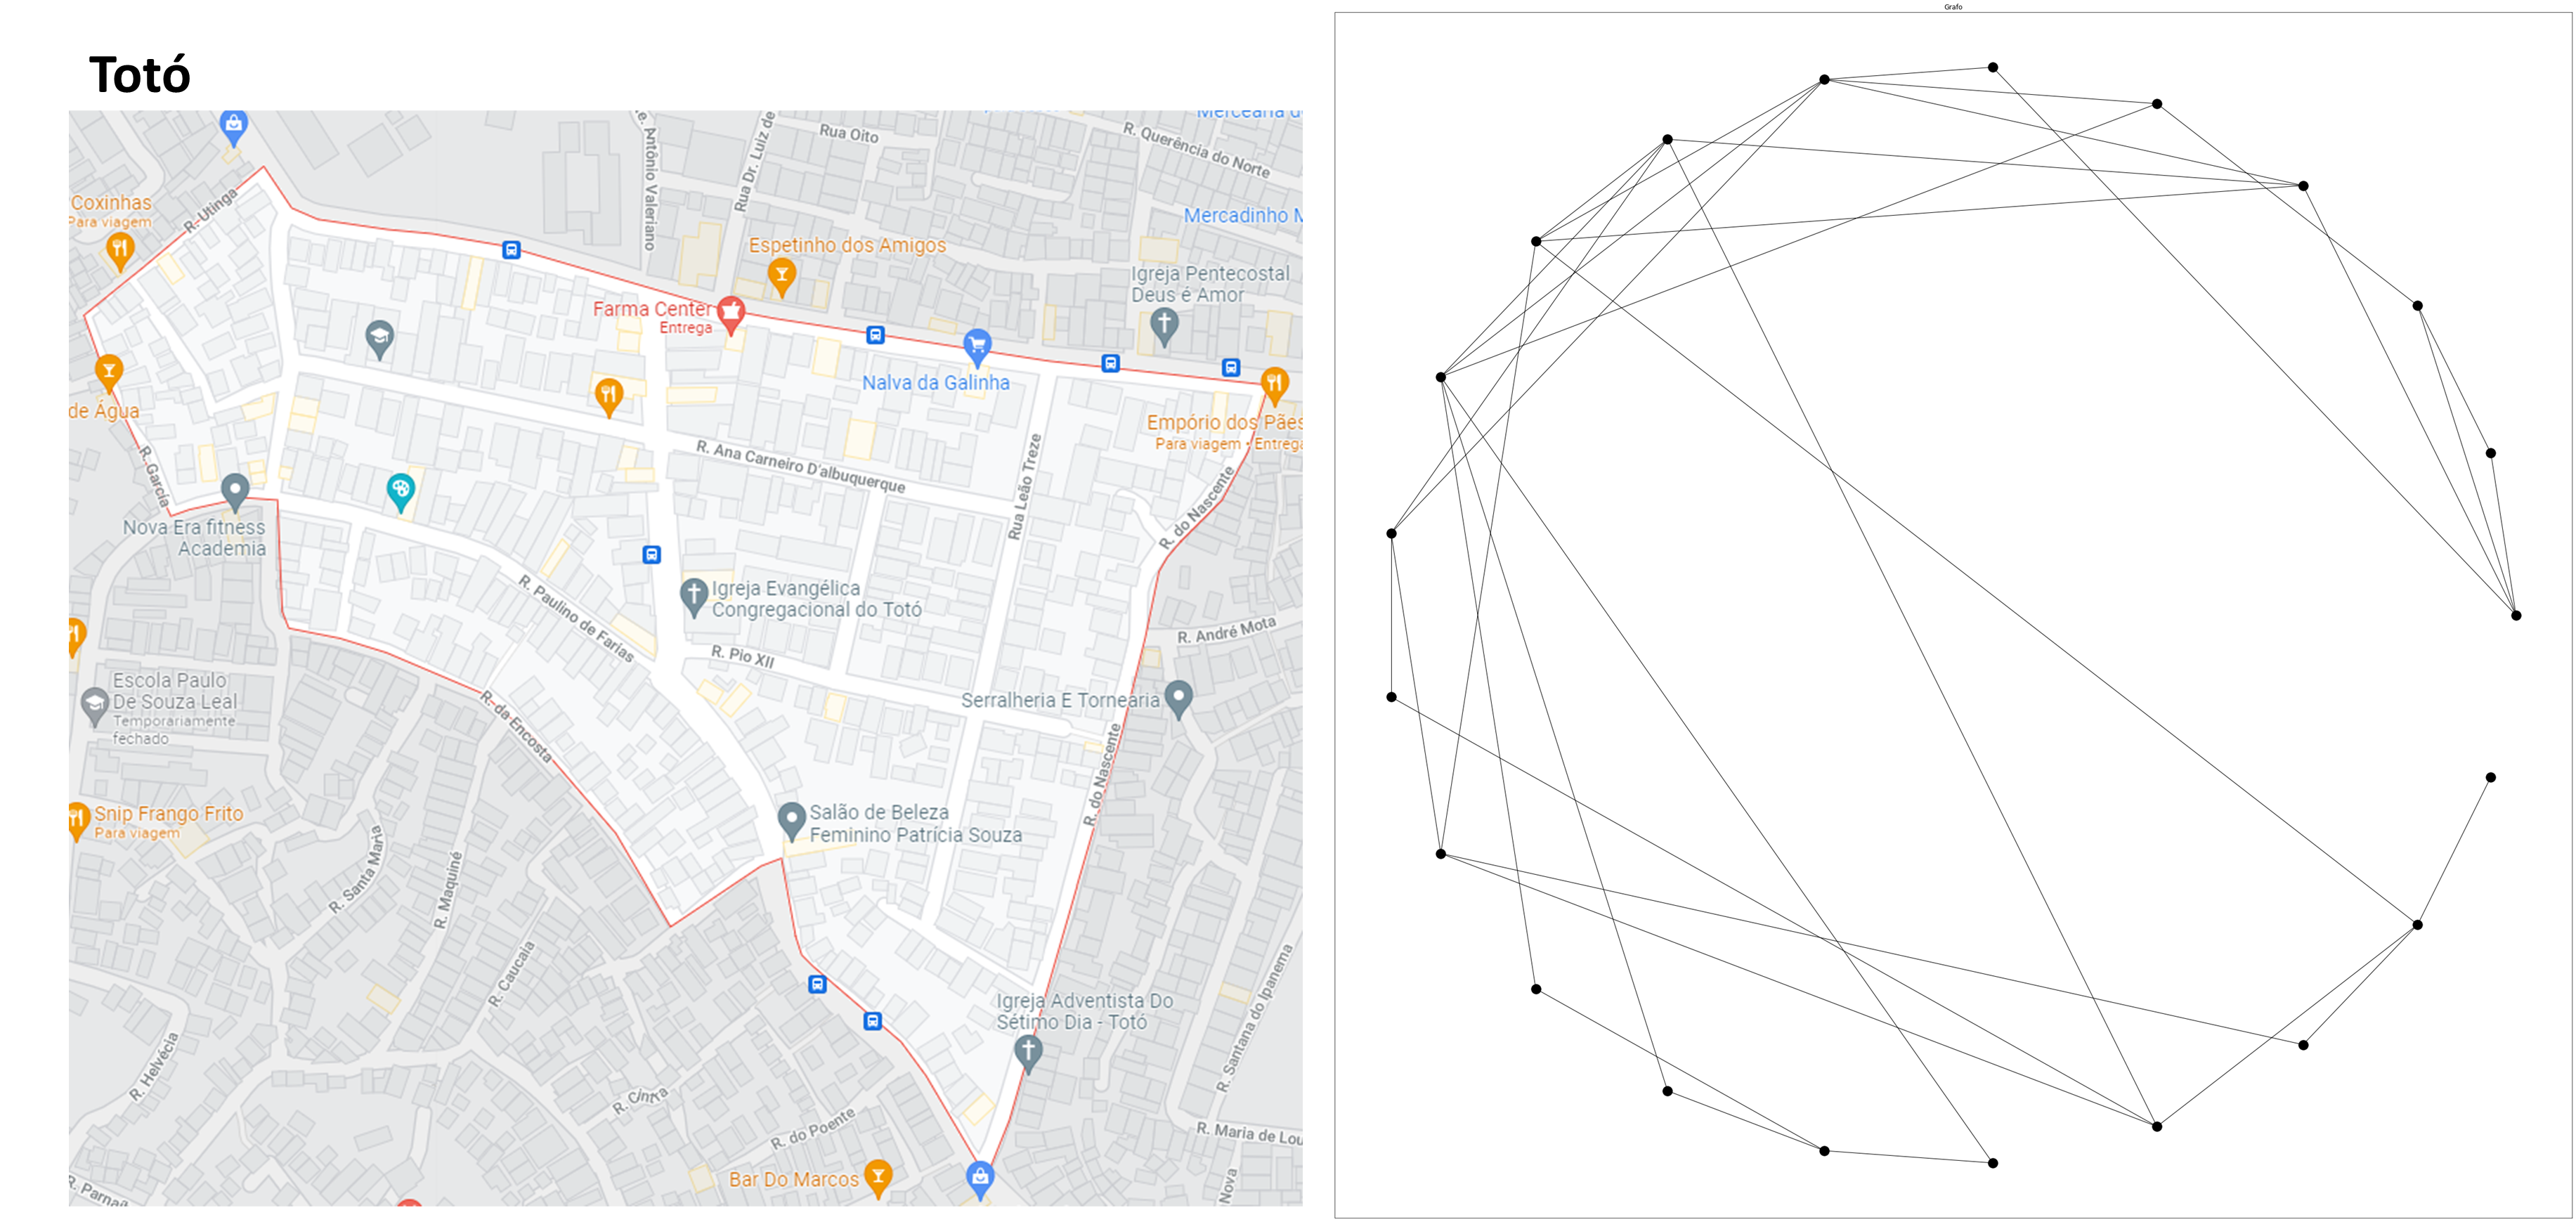 Grafo
Totó
Rua Oito
R. Querência do Norte
e. Antônio Valeriano
Rua Dr. Luiz de
R. Utinga
Coxinhas
Para viagem
Mercadinho M
Espetinho dos Amigos
Igreja Pentecostal
Deus é Amor
Farma Center
Entrega
Nalva da Galinha
de Água
Empório dos Pães
Para viagem • Entrega
R. Garcia
R. Ana Carneiro D'albuquerque
Rua Leão Treze
R. do Nascente
Nova Era fitness
Academia
R. Paulino de Farias
Igreja Evangélica
Congregacional do Totó
R. André Mota
R. Pio XII
Escola Paulo
De Souza Leal
Temporariamente
fechado
Serralheria E Tornearia
R. da Encosta
R. do Nascente
Snip Frango Frito
Para viagem
Salão de Beleza
Feminino Patrícia Souza
R. Santa Maria
R. Maquiné
R. Caucaia
R. Santana do Ipanema
Igreja Adventista Do
Sétimo Dia - Totó
R. Helvécia
R. Cintra
R. do Poente
R. Maria de Lou
Bar Do Marcos
Nova
R. Parna